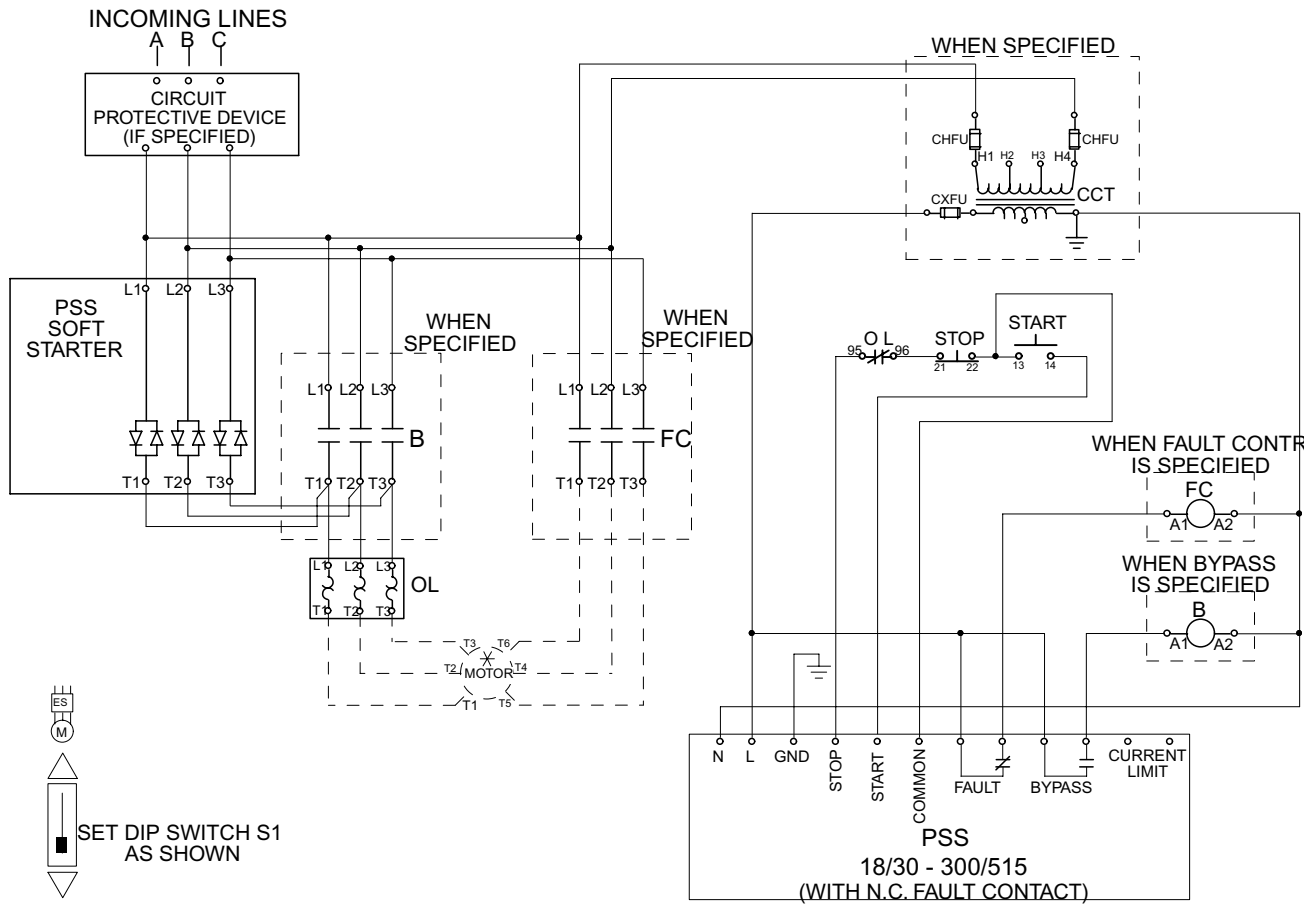 INCOMING LINES
A B C
CIRCUIT
PROTECTIVE DEVICE
(IF SPECIFIED)
WHEN SPECIFIED
CHFU H1 H2 H3 H4 CHFU
CXFU CCT
L1 L2 L3
PSS
SOFT
STARTER
T1 T2 T3
WHEN
SPECIFIED
L1 L2 L3
B
T1 T2 T3
WHEN
SPECIFIED
L1 L2 L3
FC
T1 T2 T3
L1 L2 L3
OL
T1 T2 T3
T3 T6
T2 MOTOR T4
T1 T5
95 O L 96
STOP
21 22
START
13 14
WHEN FAULT CONTR
IS SPECIFIED
FC
A1 A2
WHEN BYPASS
IS SPECIFIED
B
A1 A2
ES
M
SET DIP SWITCH S1
AS SHOWN
N L GND STOP START COMMON FAULT BYPASS CURRENT
LIMIT
PSS
18/30 - 300/515
(WITH N.C. FAULT CONTACT)